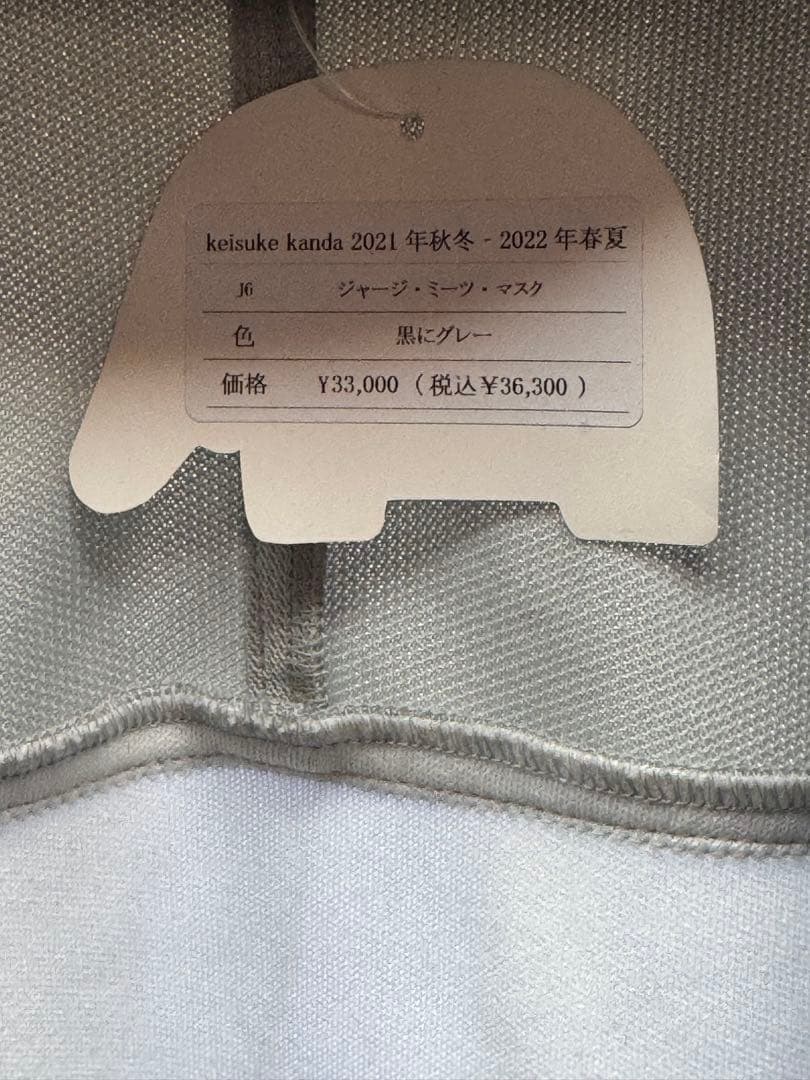 keisuke kanda 2021 年秋冬 - 2022 年春夏
J6 ジャージ・ミーツ・マスク
色 黒にグレー
価格 ¥33,000 ( 税込¥36,300 )